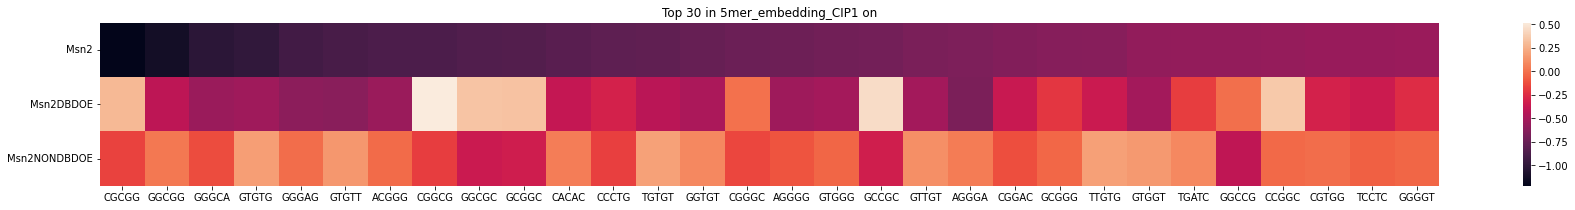 Top 30 in 5mer_embedding_CIP1 on
Msn2
Msn2DBDOE
Msn2NONDBDOE
CGCGG GGCGG GGGCA GTGTG GGGAG GTGTT ACGGG CGGCG GGCGC GCGGC CACAC CCCTG TGTGT GGTGT CGGGC AGGGG GTGGG GCCGC GTTGT AGGGA CGGAC GCGGG TTGTG GTGGT TGATC GGCCG CCGGC CGTGG TCCTC GGGGT
0.50
0.25
0.00
−0.25
−0.50
−0.75
−1.00